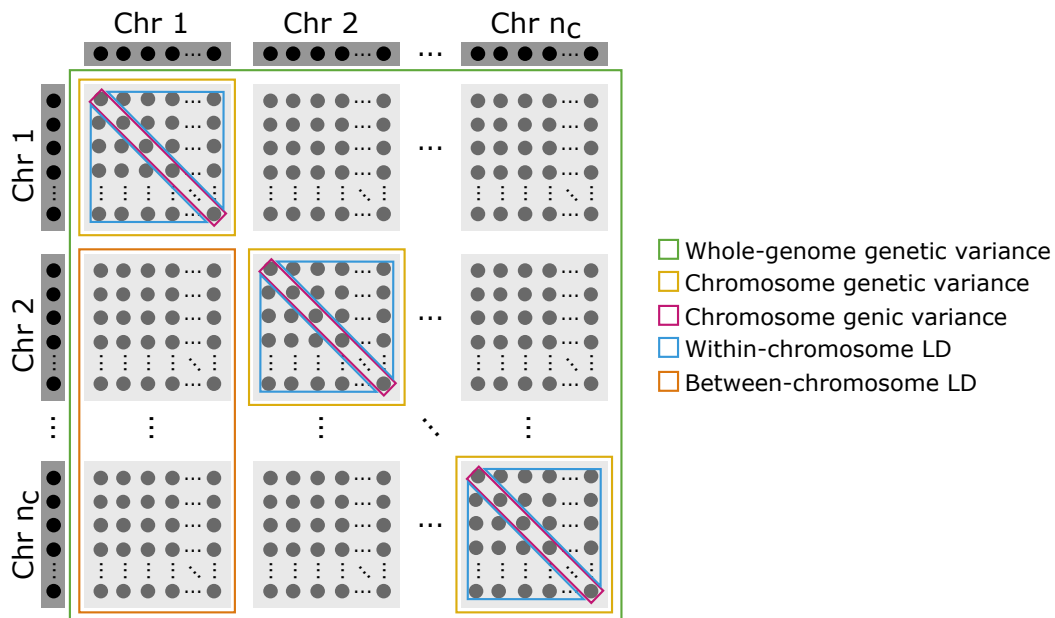 Chr 1
Chr 2
...
Chr nc
Chr 1
Chr 2
Chr nc
Whole-genome genetic variance
Chromosome genetic variance
Chromosome genic variance
Within-chromosome LD
Between-chromosome LD